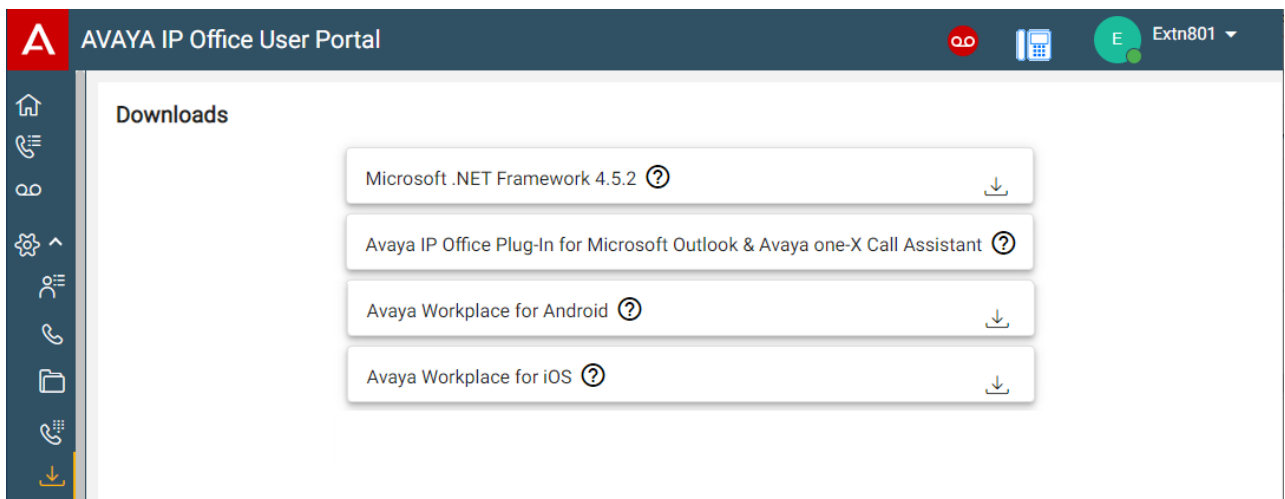 AVAYA IP Office User Portal
E
Extn801
Downloads
Microsoft .NET Framework 4.5.2
Avaya IP Office Plug-In for Microsoft Outlook & Avaya one-X Call Assistant
Avaya Workplace for Android
Avaya Workplace for iOS